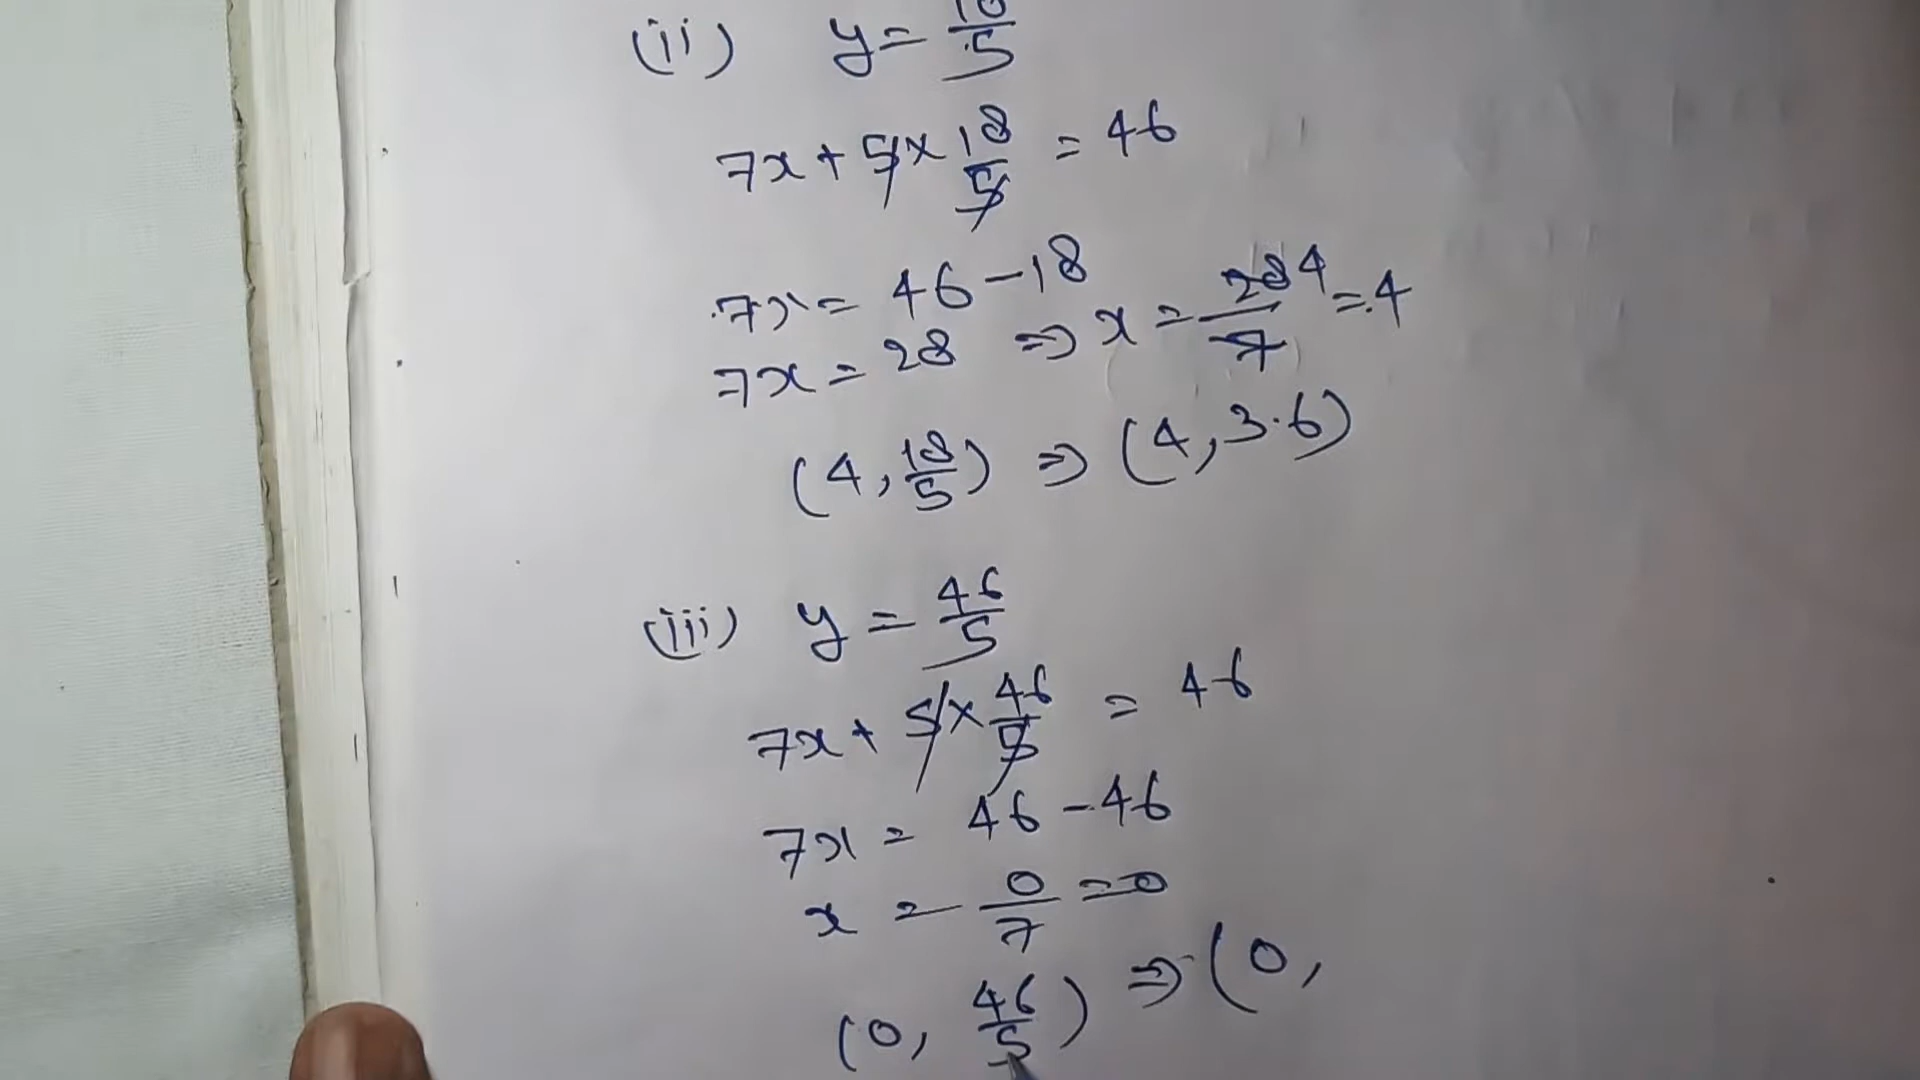 (ii) y = 18/5
7x + 5 × 18/5 = 46
7x = 46 - 18
7x = 28 ⇒ x = 28/7 4 = 4
(4, 18/5) ⇒ (4, 3.6)
(iii) y = 46/5
7x + 5 × 46/5 = 46
7x = 46 - 46
x = 0/7 = 0
(0, 46/5) ⇒ (0,